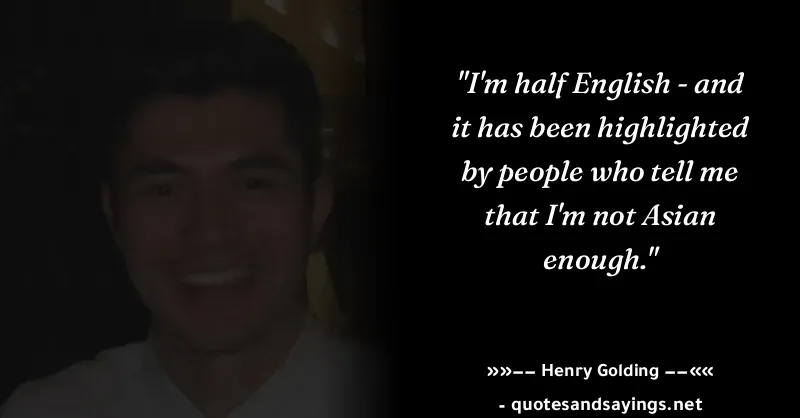 "I'm half English - and
it has been highlighted
by people who tell me
that I'm not Asian
enough."
»»−− Henry Golding −−««
- quotesandsayings.net